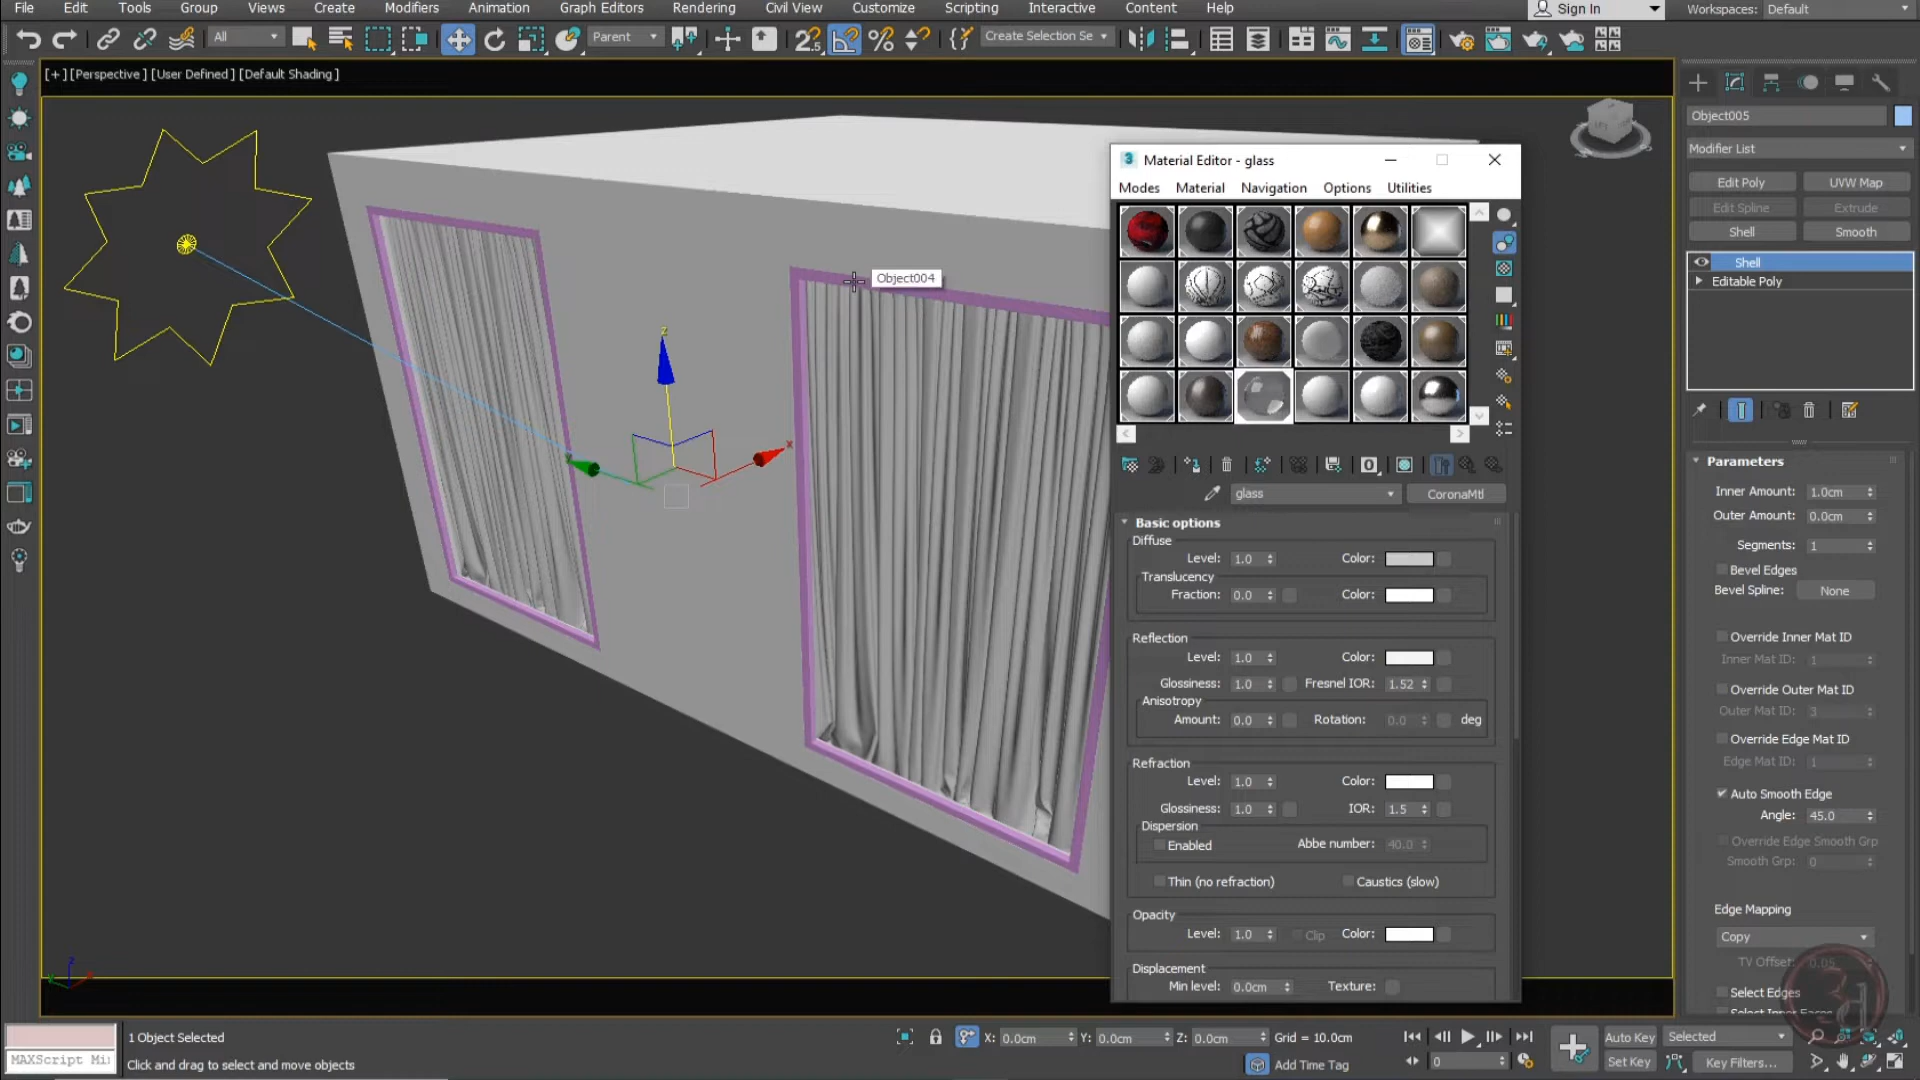 File Edit Tools Group Views Create Modifiers Animation Graph Editors Rendering Civil View Customize Scripting Interactive Content Help
Sign In
Workspaces: Default
All
Parent
Create Selection Se
[+] [Perspective ] [User Defined ] [Default Shading ]
Object004
Material Editor - glass
Modes Material Navigation Options Utilities
glass
CoronaMtl
Basic options
Diffuse
Level: 1.0 Color:
Translucency
Fraction: 0.0 Color:
Reflection
Level: 1.0 Color:
Glossiness: 1.0 Fresnel IOR: 1.52
Anisotropy
Amount: 0.0 Rotation: 0.0 deg
Refraction
Level: 1.0 Color:
Glossiness: 1.0 IOR: 1.5
Dispersion
Enabled Abbe number: 40.0
Thin (no refraction) Caustics (slow)
Opacity
Level: 1.0 Clip Color:
Displacement
Min level: 0.0cm Texture:
Object005
Modifier List
Edit Poly UVW Map
Edit Spline Extrude
Shell Smooth
Shell
Editable Poly
Parameters
Inner Amount: 1.0cm
Outer Amount: 0.0cm
Segments: 1
Bevel Edges
Bevel Spline: None
Override Inner Mat ID
Inner Mat ID: 1
Override Outer Mat ID
Outer Mat ID: 3
Override Edge Mat ID
Edge Mat ID: 1
Auto Smooth Edge
Angle: 45.0
Override Edge Smooth Grp
Smooth Grp: 0
Edge Mapping
Copy
TV Offset: 0.05
Select Edges
Select Inner Faces
1 Object Selected
Click and drag to select and move objects
MAXScript Mi
X: 0.0cm Y: 0.0cm Z: 0.0cm Grid = 10.0cm
Add Time Tag
0
Auto Key Selected
Set Key Key Filters...